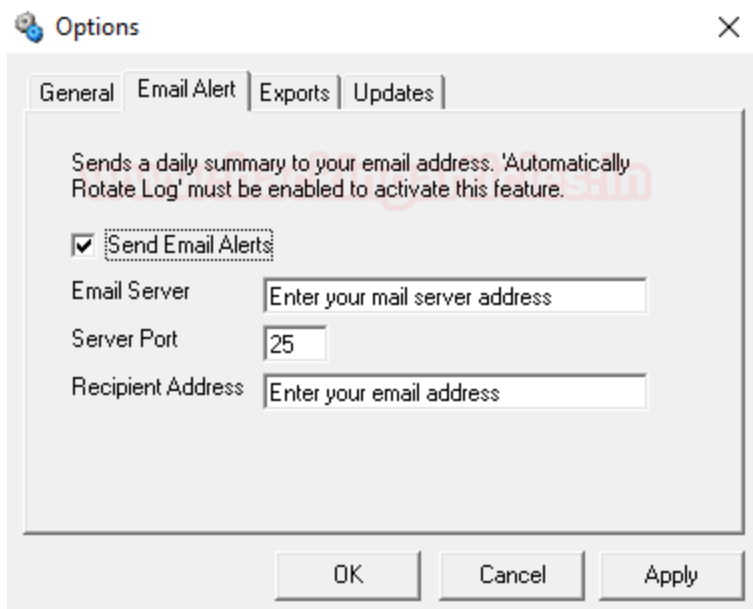 Options
General Email Alert Exports Updates
Sends a daily summary to your email address. 'Automatically
Rotate Log' must be enabled to activate this feature.
Send Email Alerts
Email Server Enter your mail server address
Server Port 25
Recipient Address Enter your email address
OK Cancel Apply